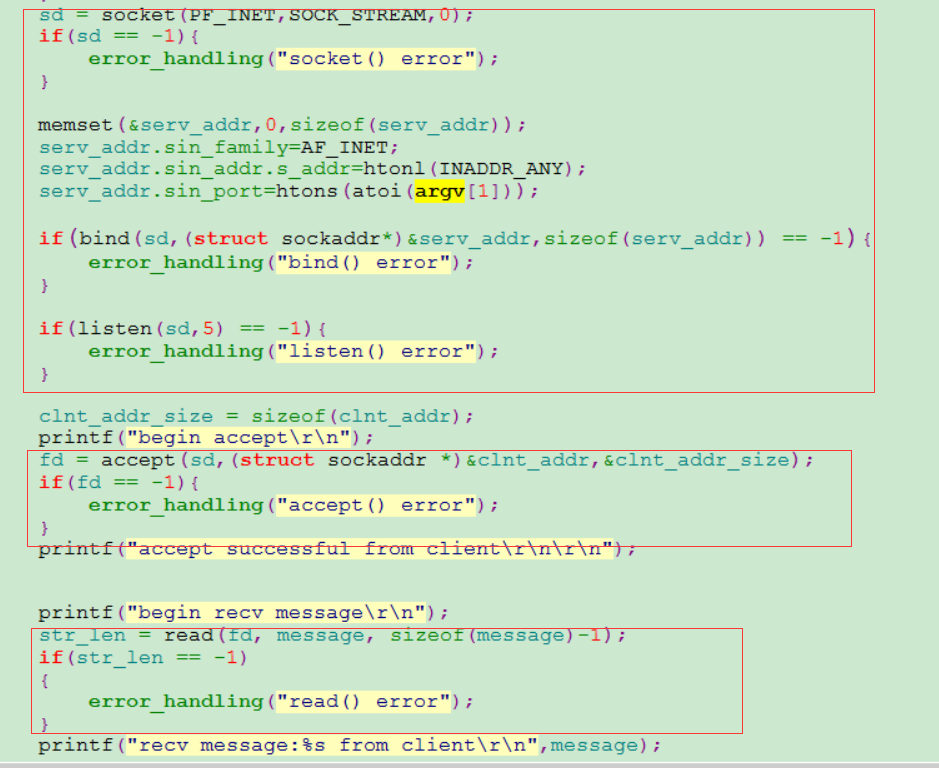 sd = socket(PF_INET,SOCK_STREAM,0);
if(sd == -1){
error_handling("socket() error");
}
memset(&serv_addr,0,sizeof(serv_addr));
serv_addr.sin_family=AF_INET;
serv_addr.sin_addr.s_addr=htonl(INADDR_ANY);
serv_addr.sin_port=htons(atoi(argv[1]));
if(bind(sd,(struct sockaddr*)&serv_addr,sizeof(serv_addr)) == -1){
error_handling("bind() error");
}
if(listen(sd,5) == -1){
error_handling("listen() error");
}
clnt_addr_size = sizeof(clnt_addr);
printf("begin accept\r\n");
fd = accept(sd,(struct sockaddr *)&clnt_addr,&clnt_addr_size);
if(fd == -1){
error_handling("accept() error");
}
printf("accept successful from client\r\n\r\n");
printf("begin recv message\r\n");
str_len = read(fd, message, sizeof(message)-1);
if(str_len == -1)
{
error_handling("read() error");
}
printf("recv message:%s from client\r\n",message);